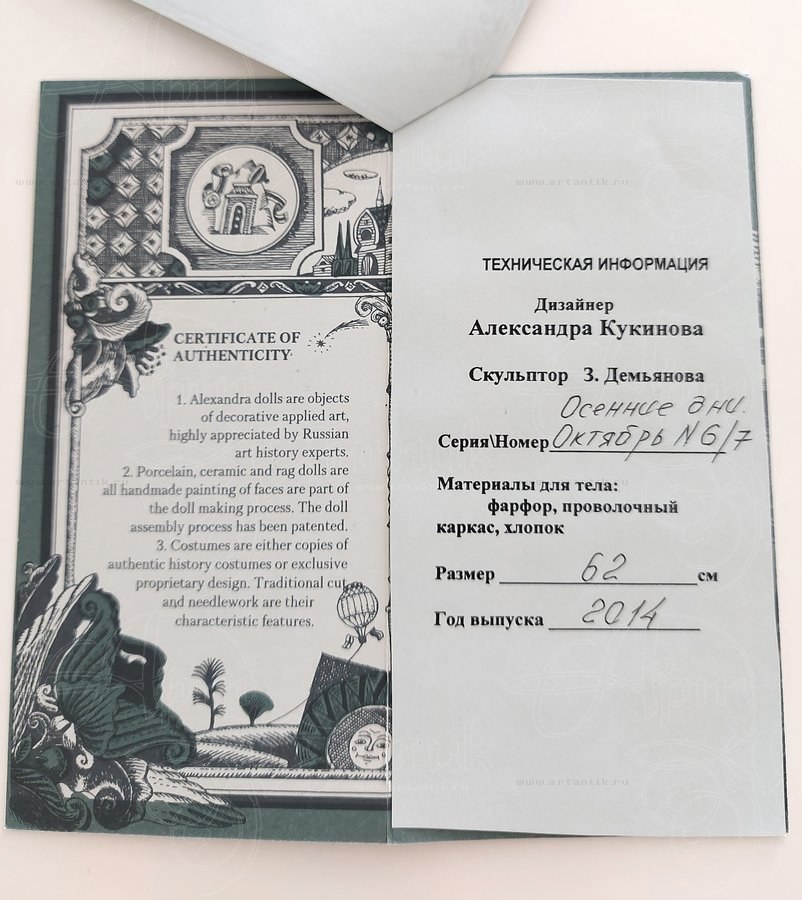 CERTIFICATE OF
AUTHENTICITY
1. Alexandra dolls are objects
of decorative applied art,
highly appreciated by Russian
art history experts.
2. Porcelain, ceramic and rag dolls are
all handmade painting of faces are part of
the doll making process. The doll
assembly process has been patented.
3. Costumes are either copies of
authentic history costumes or exclusive
proprietary design. Traditional cut
and needlework are their
characteristic features.
ТЕХНИЧЕСКАЯ ИНФОРМАЦИЯ
Дизайнер
Александра Кукинова
Скульптор З. Демьянова
Осенние дни.
Серия\Номер Октябрь N 6/7
Материалы для тела:
фарфор, проволочный
каркас, хлопок
Размер 62 см
Год выпуска 2014
www.artantik.ru